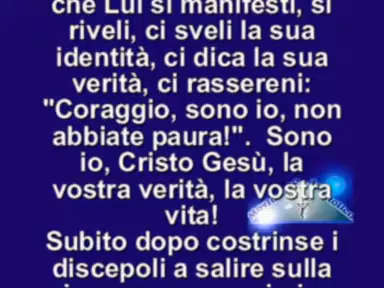 che Lui si manifesti, si
riveli, ci sveli la sua
identità, ci dica la sua
verità, ci rassereni:
"Coraggio, sono io, non
abbiate paura!".  Sono
io, Cristo Gesù, la
vostra verità, la vostra
vita!
Subito dopo costrinse i
discepoli a salire sulla